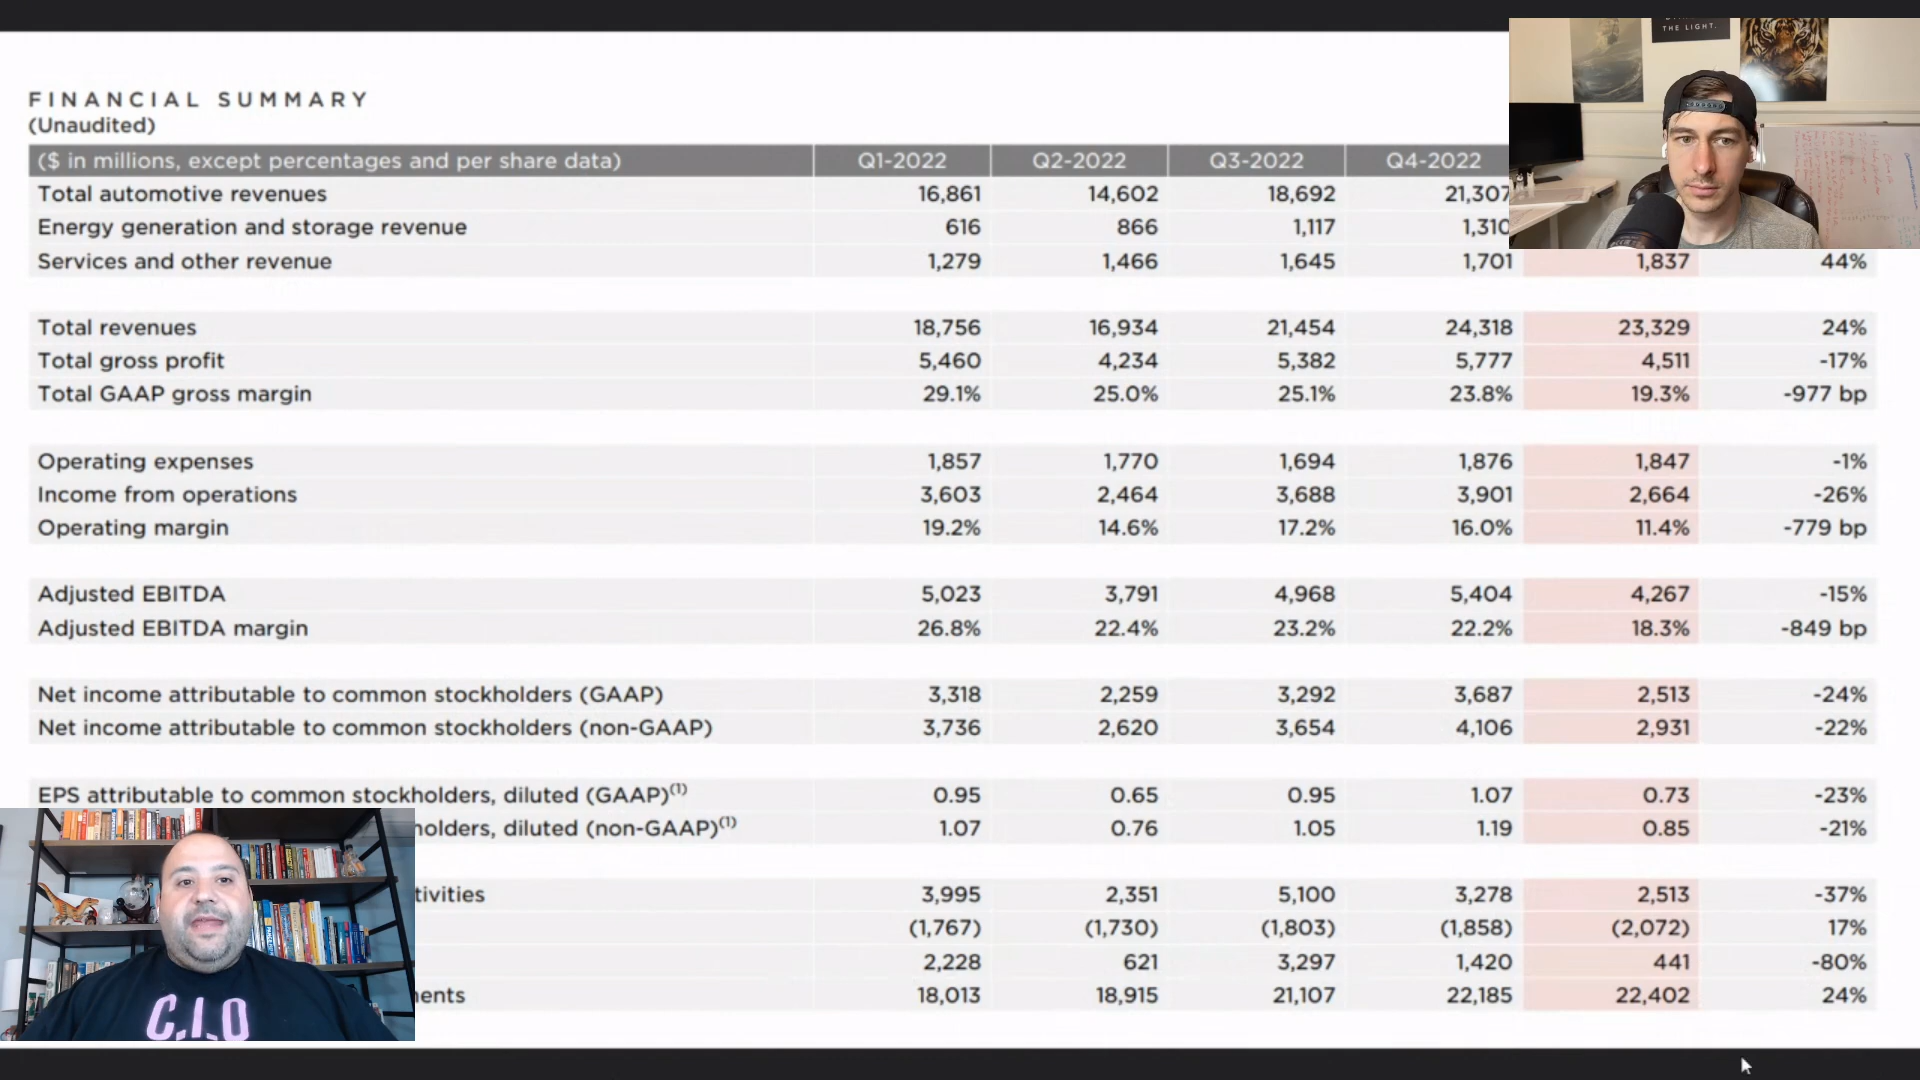 THE LIGHT.
FINANCIAL SUMMARY
(Unaudited)
($ in millions, except percentages and per share data) Q1-2022 Q2-2022 Q3-2022 Q4-2022
Total automotive revenues 16,861 14,602 18,692 21,307
Energy generation and storage revenue 616 866 1,117 1,310
Services and other revenue 1,279 1,466 1,645 1,701 1,837 44%
Total revenues 18,756 16,934 21,454 24,318 23,329 24%
Total gross profit 5,460 4,234 5,382 5,777 4,511 -17%
Total GAAP gross margin 29.1% 25.0% 25.1% 23.8% 19.3% -977 bp
Operating expenses 1,857 1,770 1,694 1,876 1,847 -1%
Income from operations 3,603 2,464 3,688 3,901 2,664 -26%
Operating margin 19.2% 14.6% 17.2% 16.0% 11.4% -779 bp
Adjusted EBITDA 5,023 3,791 4,968 5,404 4,267 -15%
Adjusted EBITDA margin 26.8% 22.4% 23.2% 22.2% 18.3% -849 bp
Net income attributable to common stockholders (GAAP) 3,318 2,259 3,292 3,687 2,513 -24%
Net income attributable to common stockholders (non-GAAP) 3,736 2,620 3,654 4,106 2,931 -22%
EPS attributable to common stockholders, diluted (GAAP)(1) 0.95 0.65 0.95 1.07 0.73 -23%
holders, diluted (non-GAAP)(1) 1.07 0.76 1.05 1.19 0.85 -21%
tivities 3,995 2,351 5,100 3,278 2,513 -37%
(1,767) (1,730) (1,803) (1,858) (2,072) 17%
2,228 621 3,297 1,420 441 -80%
ents 18,013 18,915 21,107 22,185 22,402 24%
C.I.O